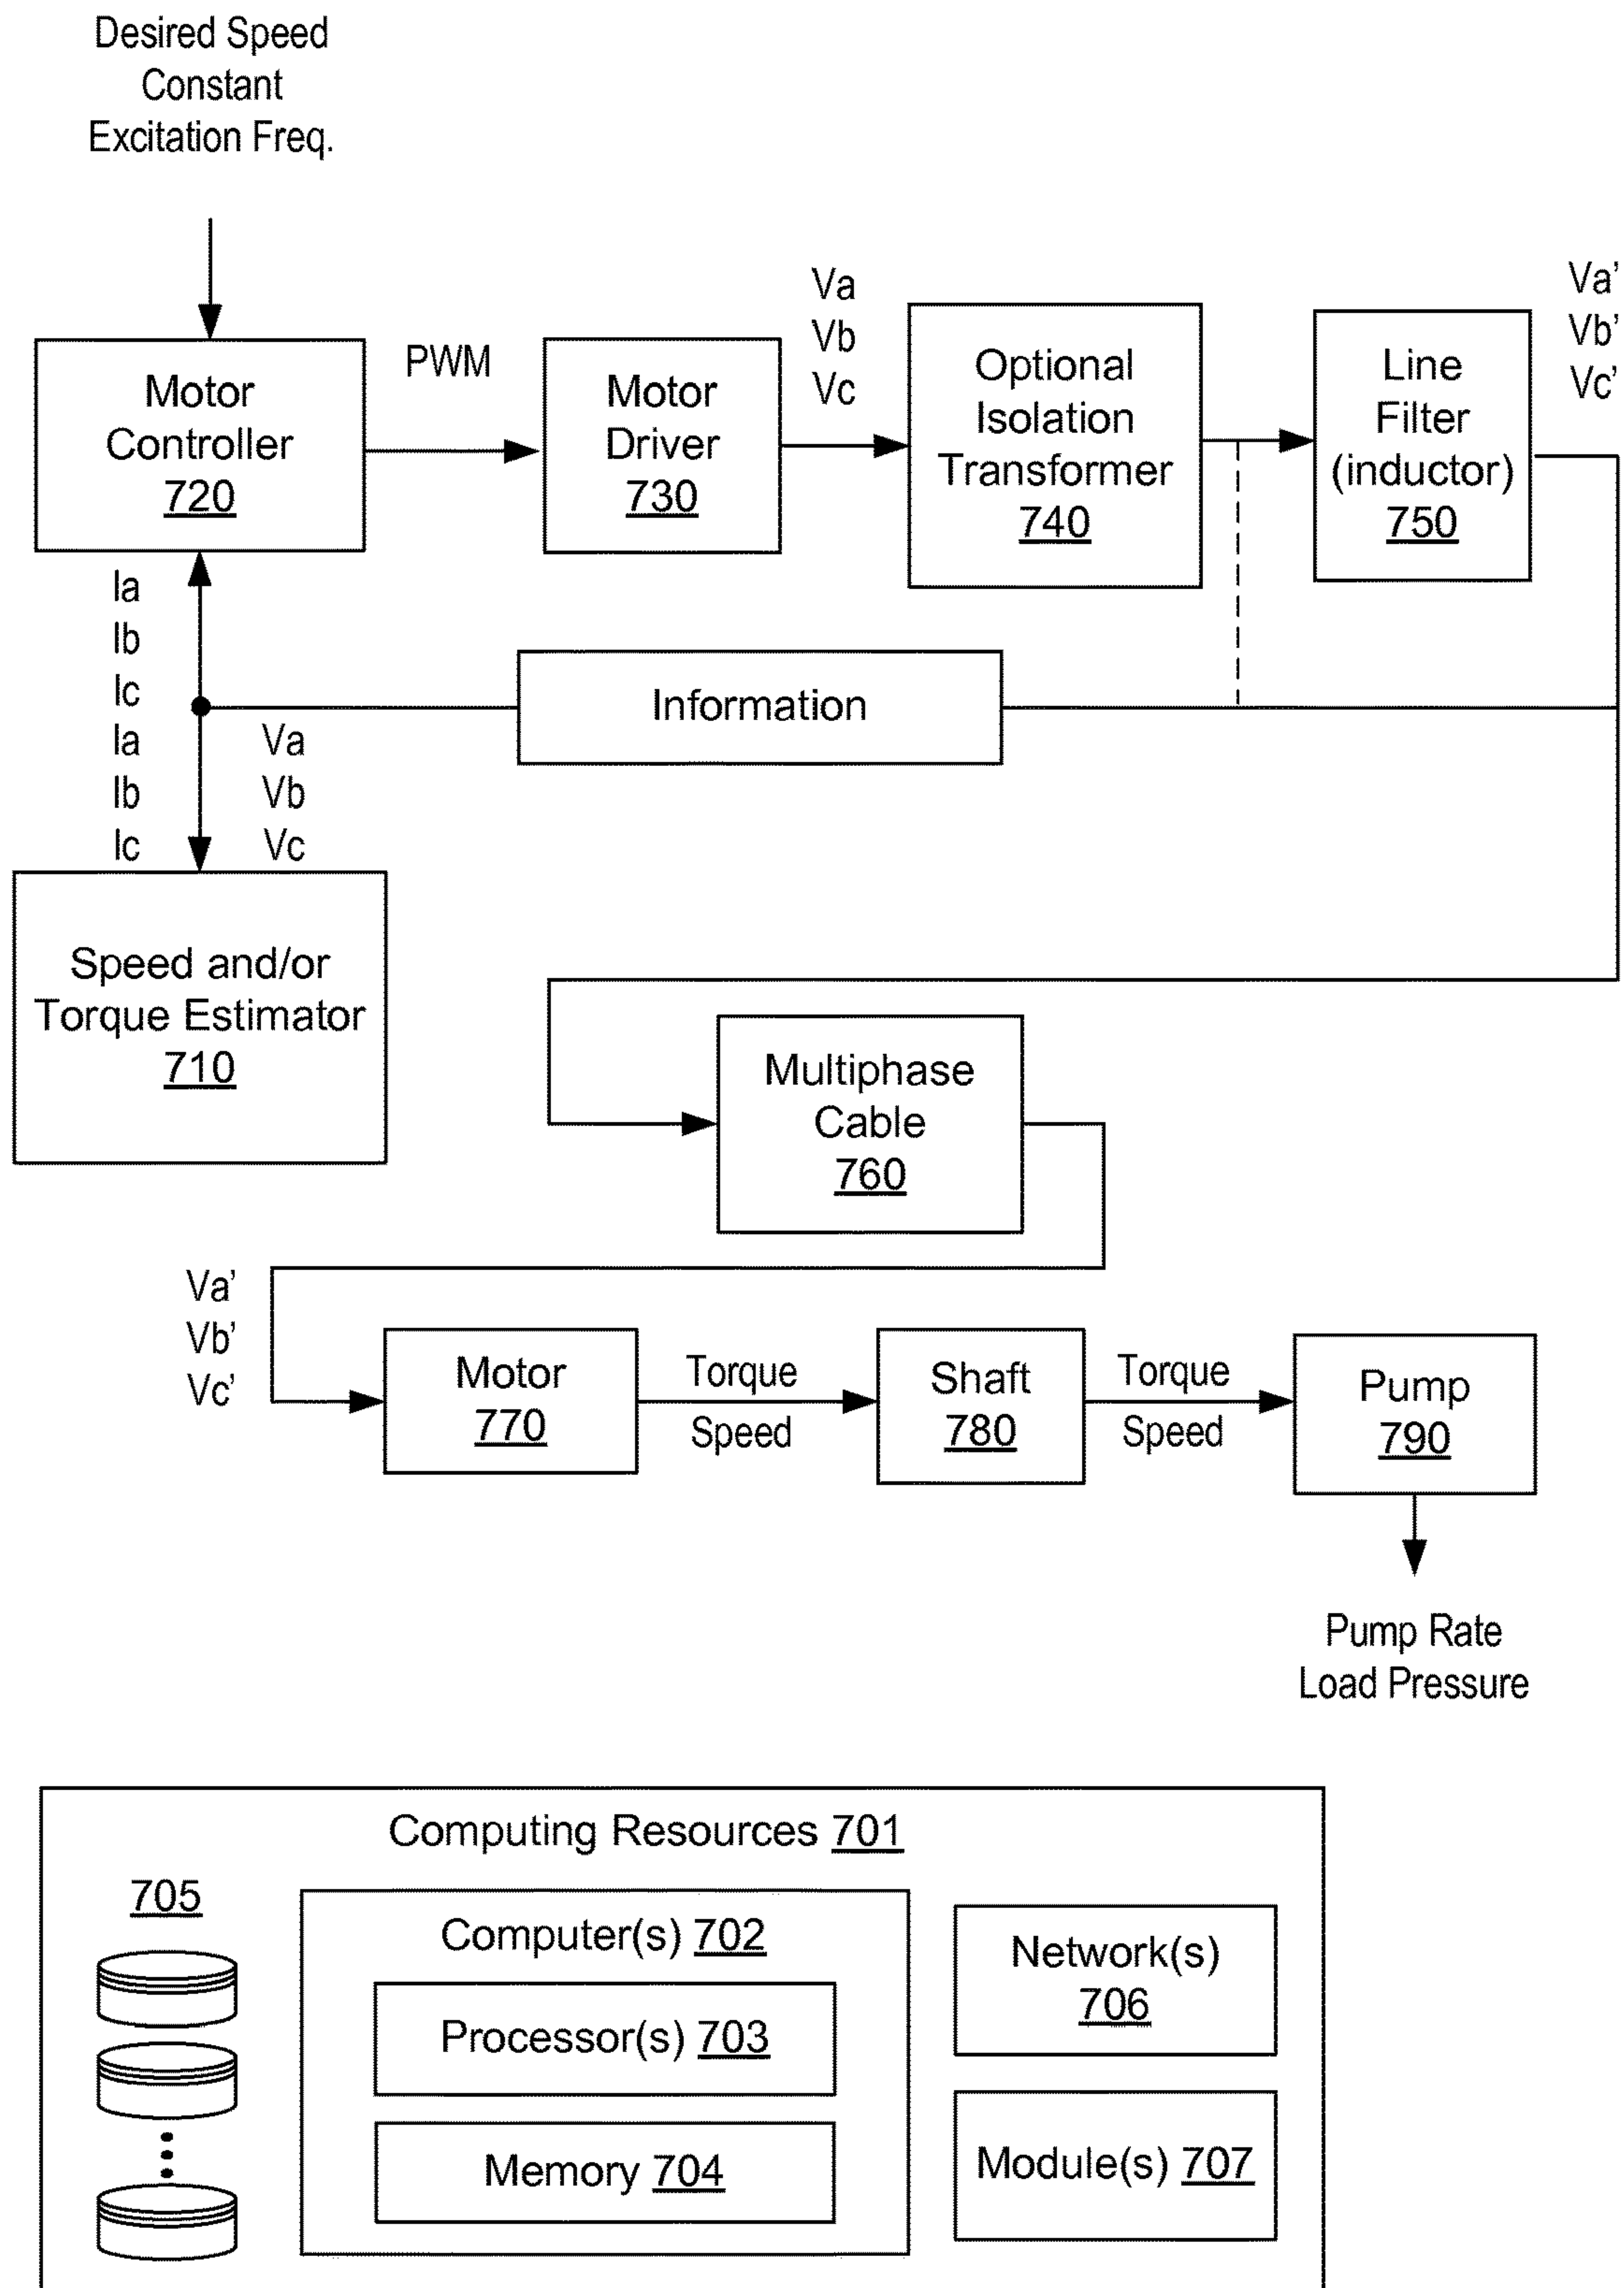 Desired Speed
Constant
Excitation Freq.
Motor
Controller
720
PWM
Motor
Driver
730
Va
Vb
Vc
Optional
Isolation
Transformer
740
Line
Filter
(inductor)
750
Va’
Vb’
Vc’
Ia
Ib
Ic
Information
Ia
Ib
Ic
Va
Vb
Vc
Speed and/or
Torque Estimator
710
Multiphase
Cable
760
Va’
Vb’
Vc’
Motor
770
Torque
Speed
Shaft
780
Torque
Speed
Pump
790
Pump Rate
Load Pressure
Computing Resources 701
705
Computer(s) 702
Processor(s) 703
Memory 704
Network(s)
706
Module(s) 707